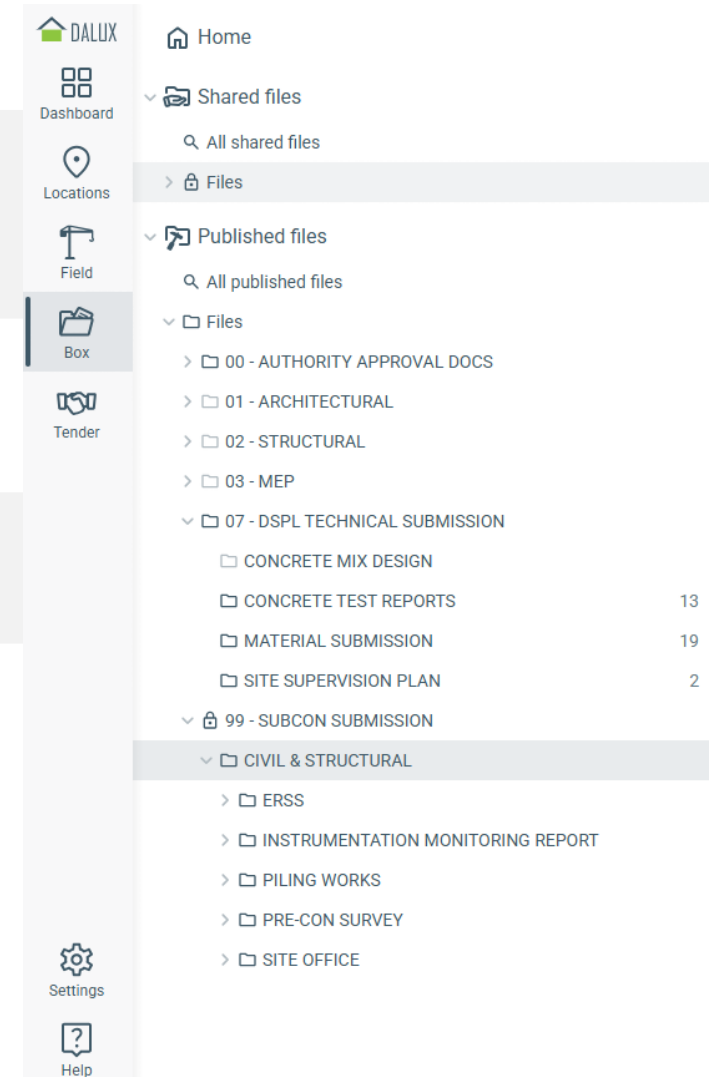 DALUX
Dashboard
Locations
Field
Box
Tender
Settings
Help
Home
Shared files
All shared files
Files
Published files
All published files
Files
00 - AUTHORITY APPROVAL DOCS
01 - ARCHITECTURAL
02 - STRUCTURAL
03 - MEP
07 - DSPL TECHNICAL SUBMISSION
CONCRETE MIX DESIGN
CONCRETE TEST REPORTS 13
MATERIAL SUBMISSION 19
SITE SUPERVISION PLAN 2
99 - SUBCON SUBMISSION
CIVIL & STRUCTURAL
ERSS
INSTRUMENTATION MONITORING REPORT
PILING WORKS
PRE-CON SURVEY
SITE OFFICE